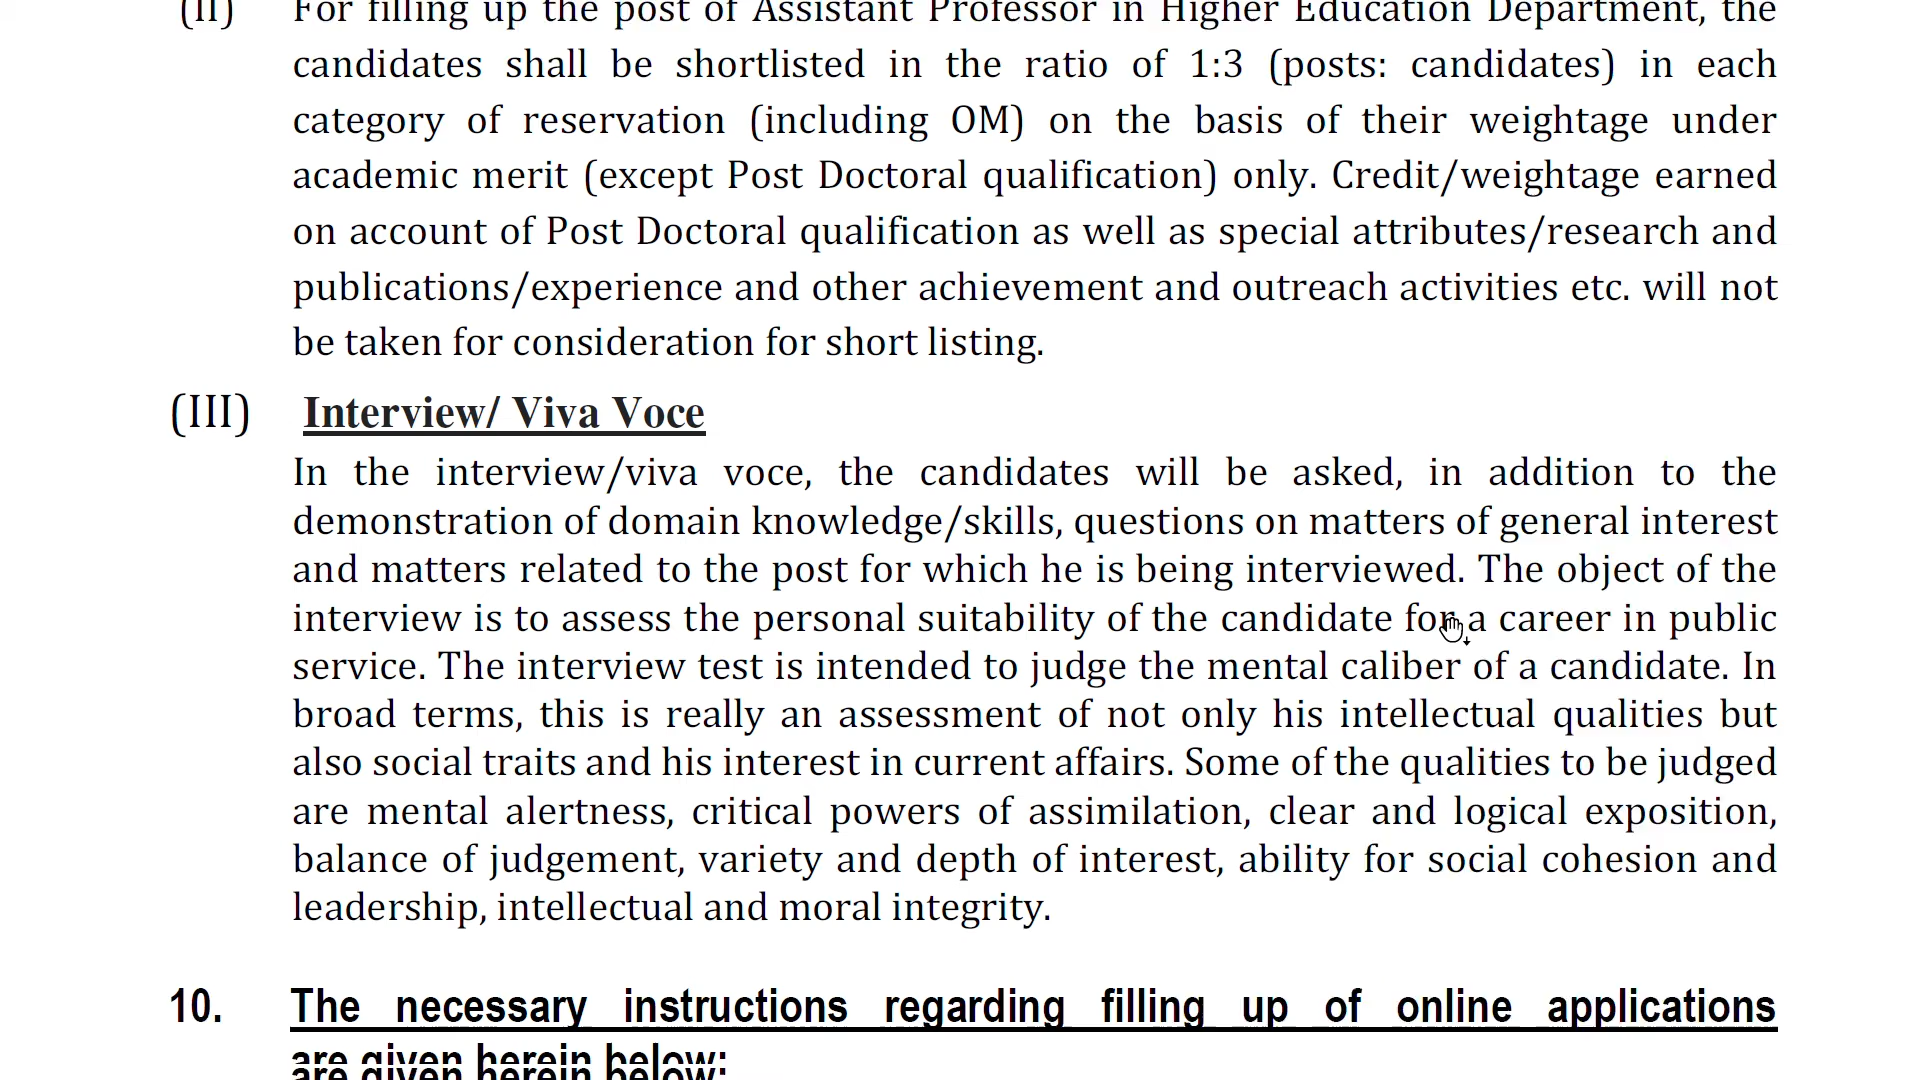 (II) For filling up the post of Assistant Professor in Higher Education Department, the
candidates shall be shortlisted in the ratio of 1:3 (posts: candidates) in each
category of reservation (including OM) on the basis of their weightage under
academic merit (except Post Doctoral qualification) only. Credit/weightage earned
on account of Post Doctoral qualification as well as special attributes/research and
publications/experience and other achievement and outreach activities etc. will not
be taken for consideration for short listing.
(III) Interview/ Viva Voce
In the interview/viva voce, the candidates will be asked, in addition to the
demonstration of domain knowledge/skills, questions on matters of general interest
and matters related to the post for which he is being interviewed. The object of the
interview is to assess the personal suitability of the candidate for a career in public
service. The interview test is intended to judge the mental caliber of a candidate. In
broad terms, this is really an assessment of not only his intellectual qualities but
also social traits and his interest in current affairs. Some of the qualities to be judged
are mental alertness, critical powers of assimilation, clear and logical exposition,
balance of judgement, variety and depth of interest, ability for social cohesion and
leadership, intellectual and moral integrity.
10. The necessary instructions regarding filling up of online applications
are given herein below: